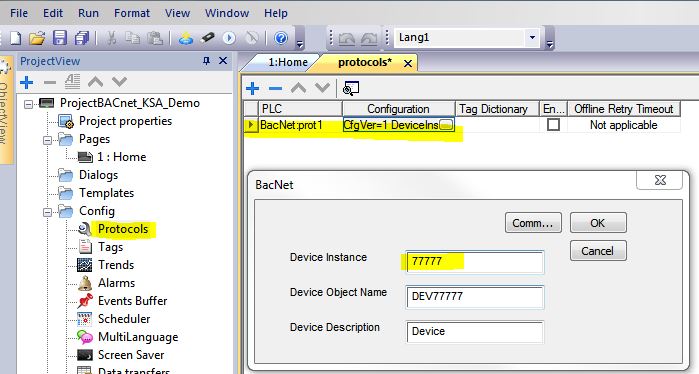 File Edit Run Format View Window Help
Lang1
ProjectView
ObjectView
ProjectBACnet_KSA_Demo
Project properties
Pages
1 : Home
Dialogs
Templates
Config
Protocols
Tags
Trends
Alarms
Events Buffer
Scheduler
MultiLanguage
Screen Saver
Data transfers
1:Home protocols*
PLC Configuration Tag Dictionary En... Offline Retry Timeout
BacNet:prot1 CfgVer=1 DeviceIns... Not applicable
BacNet
Comm... OK
Cancel
Device Instance 77777
Device Object Name DEV77777
Device Description Device